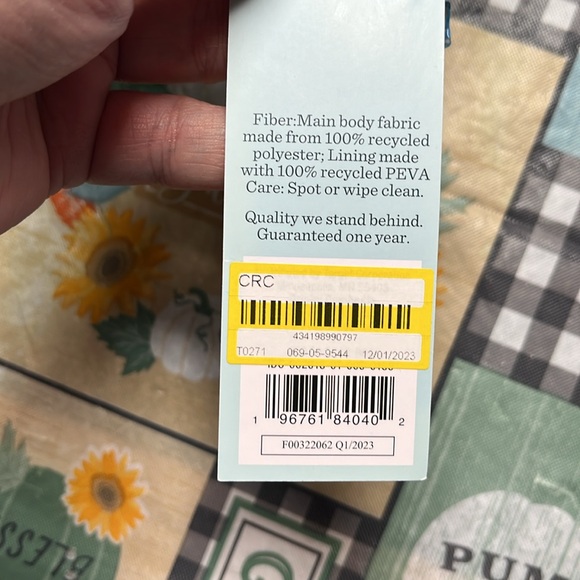 Fiber:Main body fabric
made from 100% recycled
polyester; Lining made
with 100% recycled PEVA
Care: Spot or wipe clean.
Quality we stand behind.
Guaranteed one year.
CRC
434198990797
T0271 069-05-9544 12/01/2023
1 96761 84040 2
F00322062 Q1/2023
BLESS
PUM